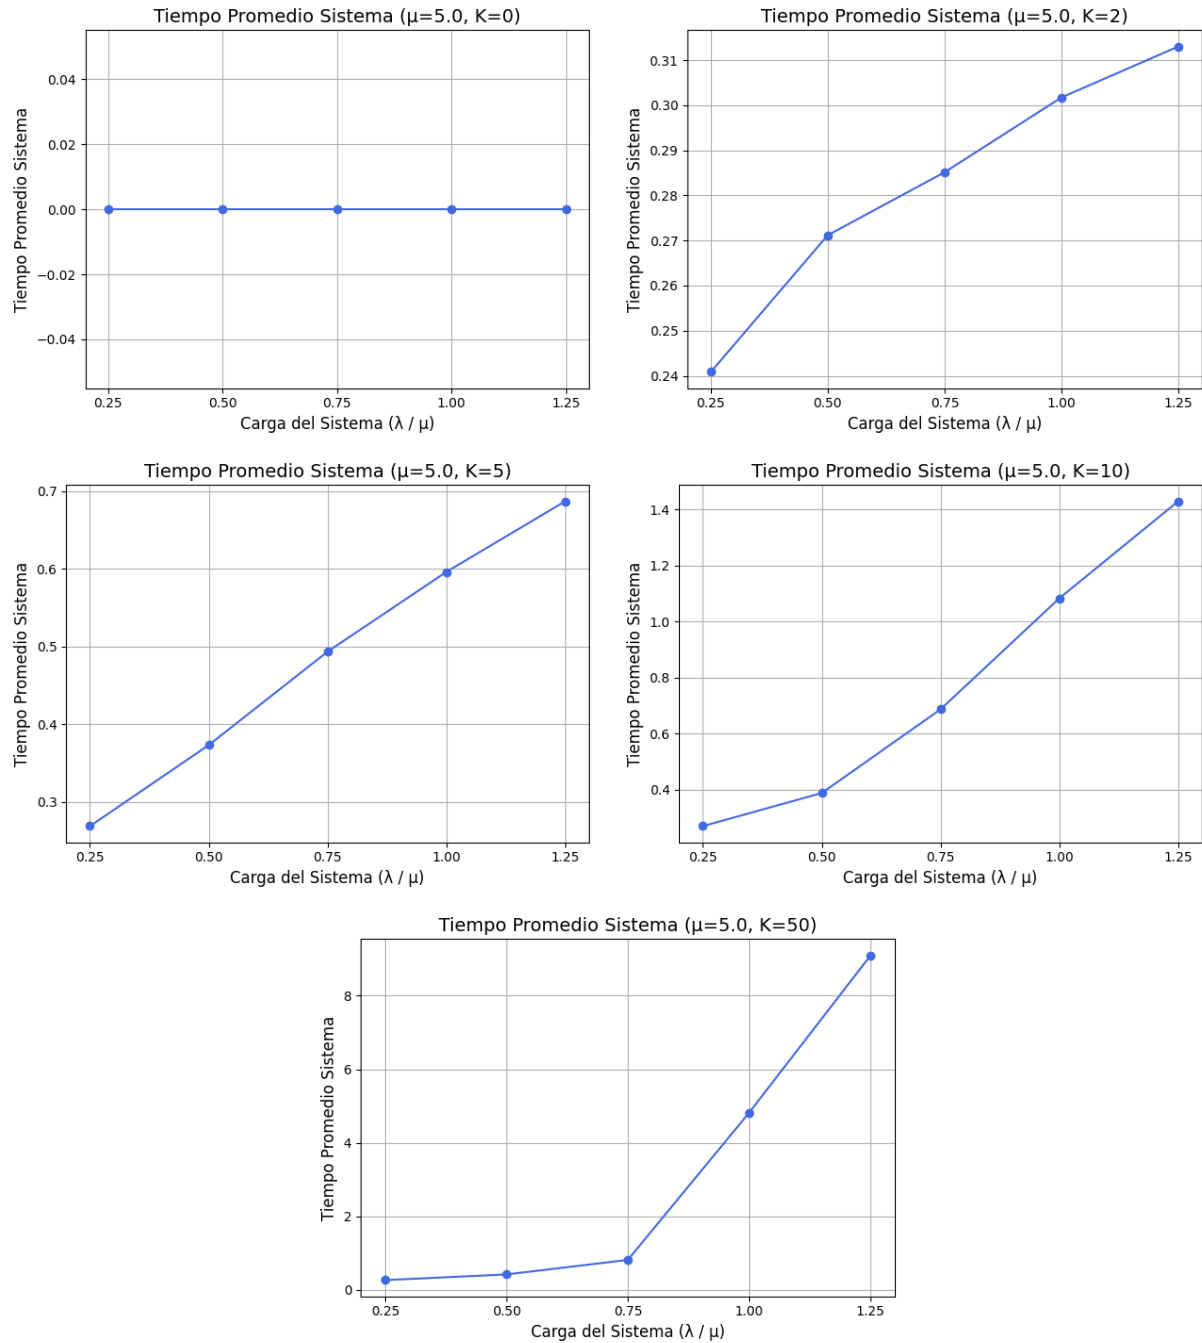 Tiempo Promedio Sistema (μ=5.0, K=0)
Tiempo Promedio Sistema
0.04
0.02
0.00
−0.02
−0.04
0.25 0.50 0.75 1.00 1.25
Carga del Sistema (λ / μ)
Tiempo Promedio Sistema (μ=5.0, K=2)
Tiempo Promedio Sistema
0.31
0.30
0.29
0.28
0.27
0.26
0.25
0.24
0.25 0.50 0.75 1.00 1.25
Carga del Sistema (λ / μ)
Tiempo Promedio Sistema (μ=5.0, K=5)
Tiempo Promedio Sistema
0.7
0.6
0.5
0.4
0.3
0.25 0.50 0.75 1.00 1.25
Carga del Sistema (λ / μ)
Tiempo Promedio Sistema (μ=5.0, K=10)
Tiempo Promedio Sistema
1.4
1.2
1.0
0.8
0.6
0.4
0.25 0.50 0.75 1.00 1.25
Carga del Sistema (λ / μ)
Tiempo Promedio Sistema (μ=5.0, K=50)
Tiempo Promedio Sistema
8
6
4
2
0
0.25 0.50 0.75 1.00 1.25
Carga del Sistema (λ / μ)